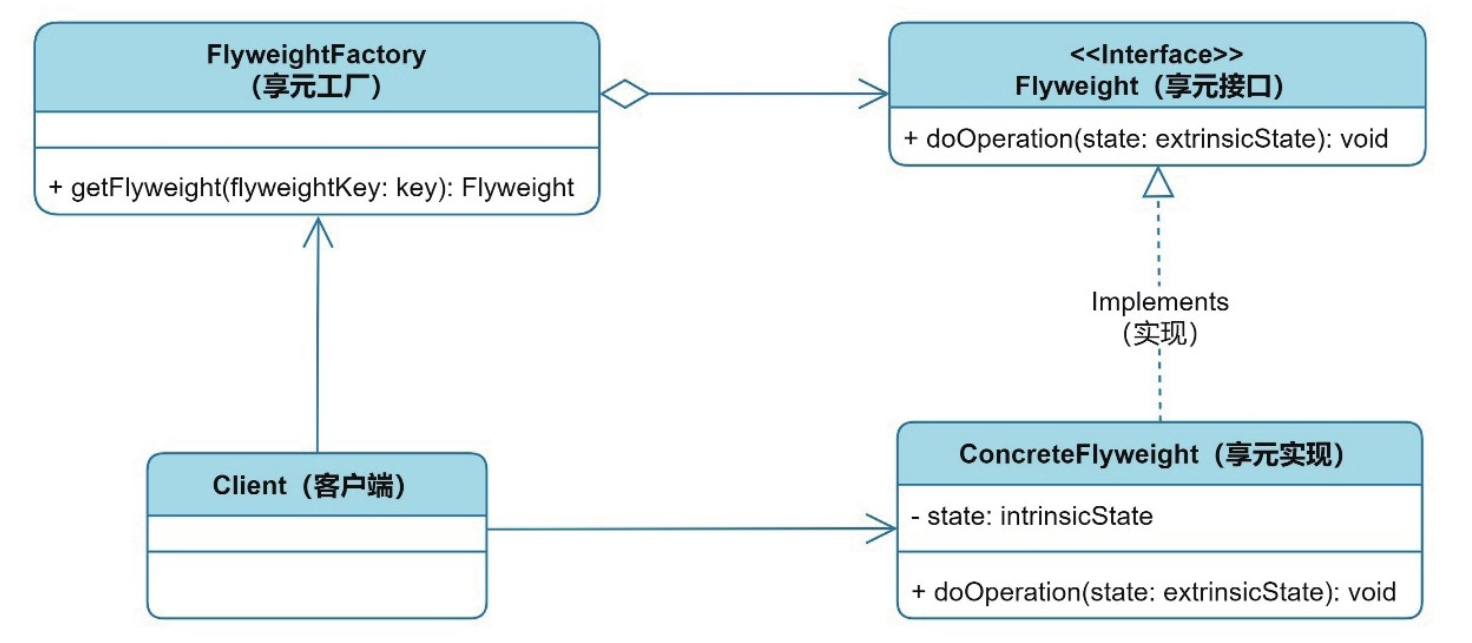 FlyweightFactory
（享元工厂）
+ getFlyweight(flyweightKey: key): Flyweight
<<Interface>>
Flyweight（享元接口）
+ doOperation(state: extrinsicState): void
Implements
（实现）
Client（客户端）
ConcreteFlyweight（享元实现）
- state: intrinsicState
+ doOperation(state: extrinsicState): void